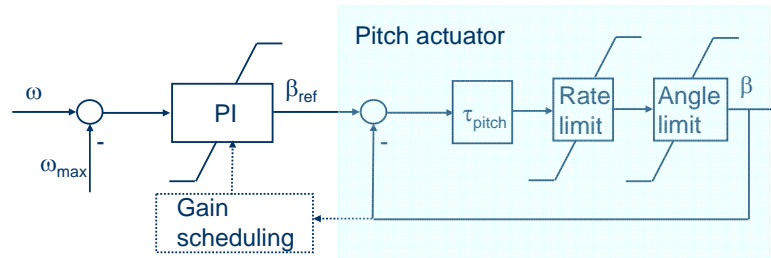 Pitch actuator
ω
PI
β_ref
τ_pitch
Rate
limit
Angle
limit
β
-
-
ω_max
Gain
scheduling